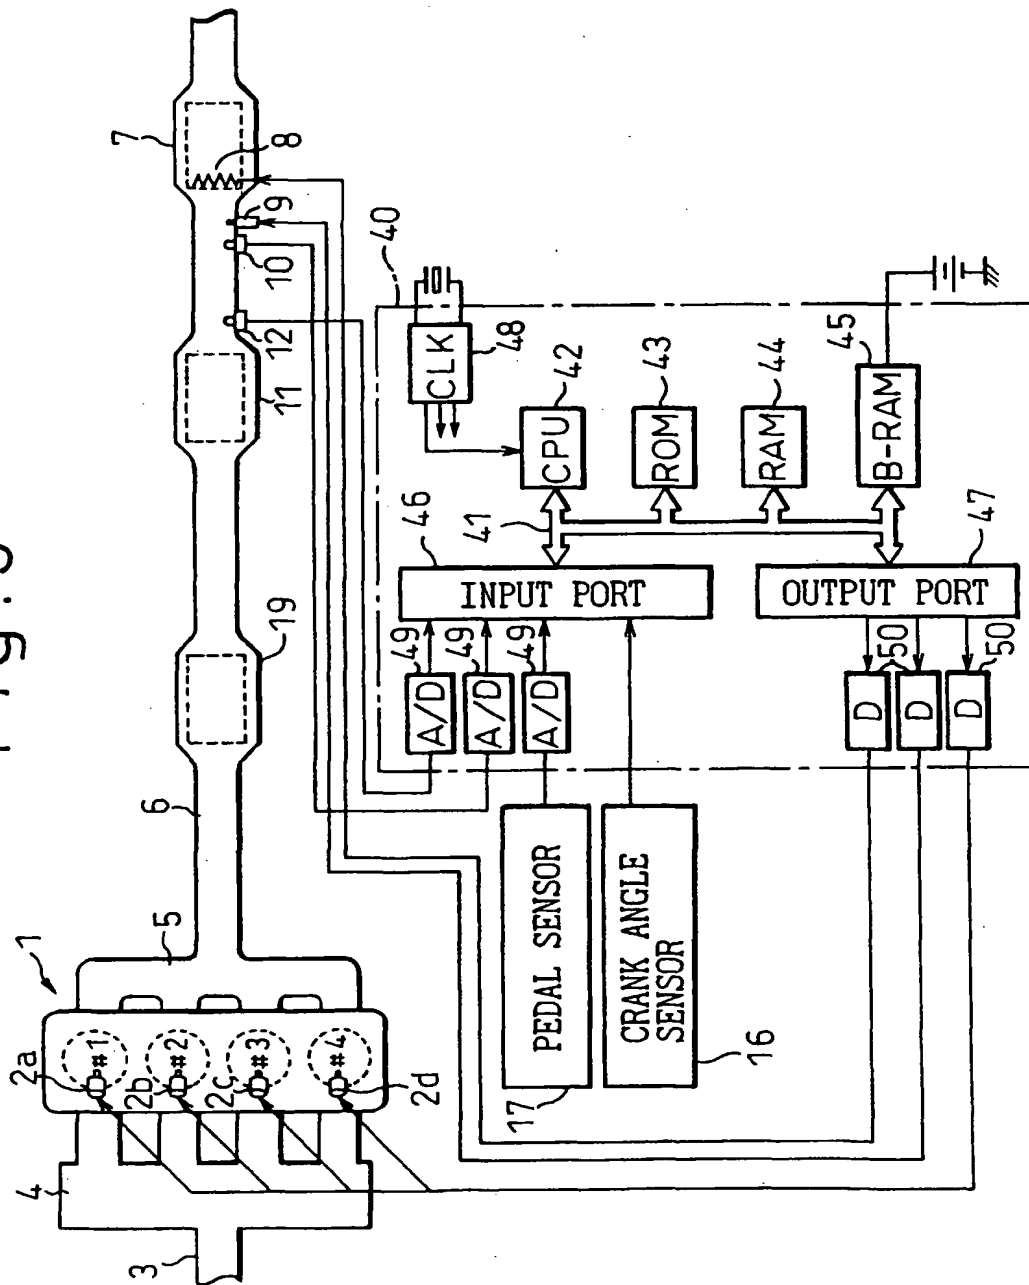 Fig.
1
2a
2b
2c
2d
#1
#2
#3
#4
3
4
5
6
19
11
12
10
9
8
7
40
CLK
48
CPU
42
ROM
43
RAM
44
B-RAM
45
46
41
INPUT PORT
47
OUTPUT PORT
A/D
49
A/D
49
A/D
49
D
D
D
50
50
PEDAL SENSOR
17
CRANK ANGLE
SENSOR
16